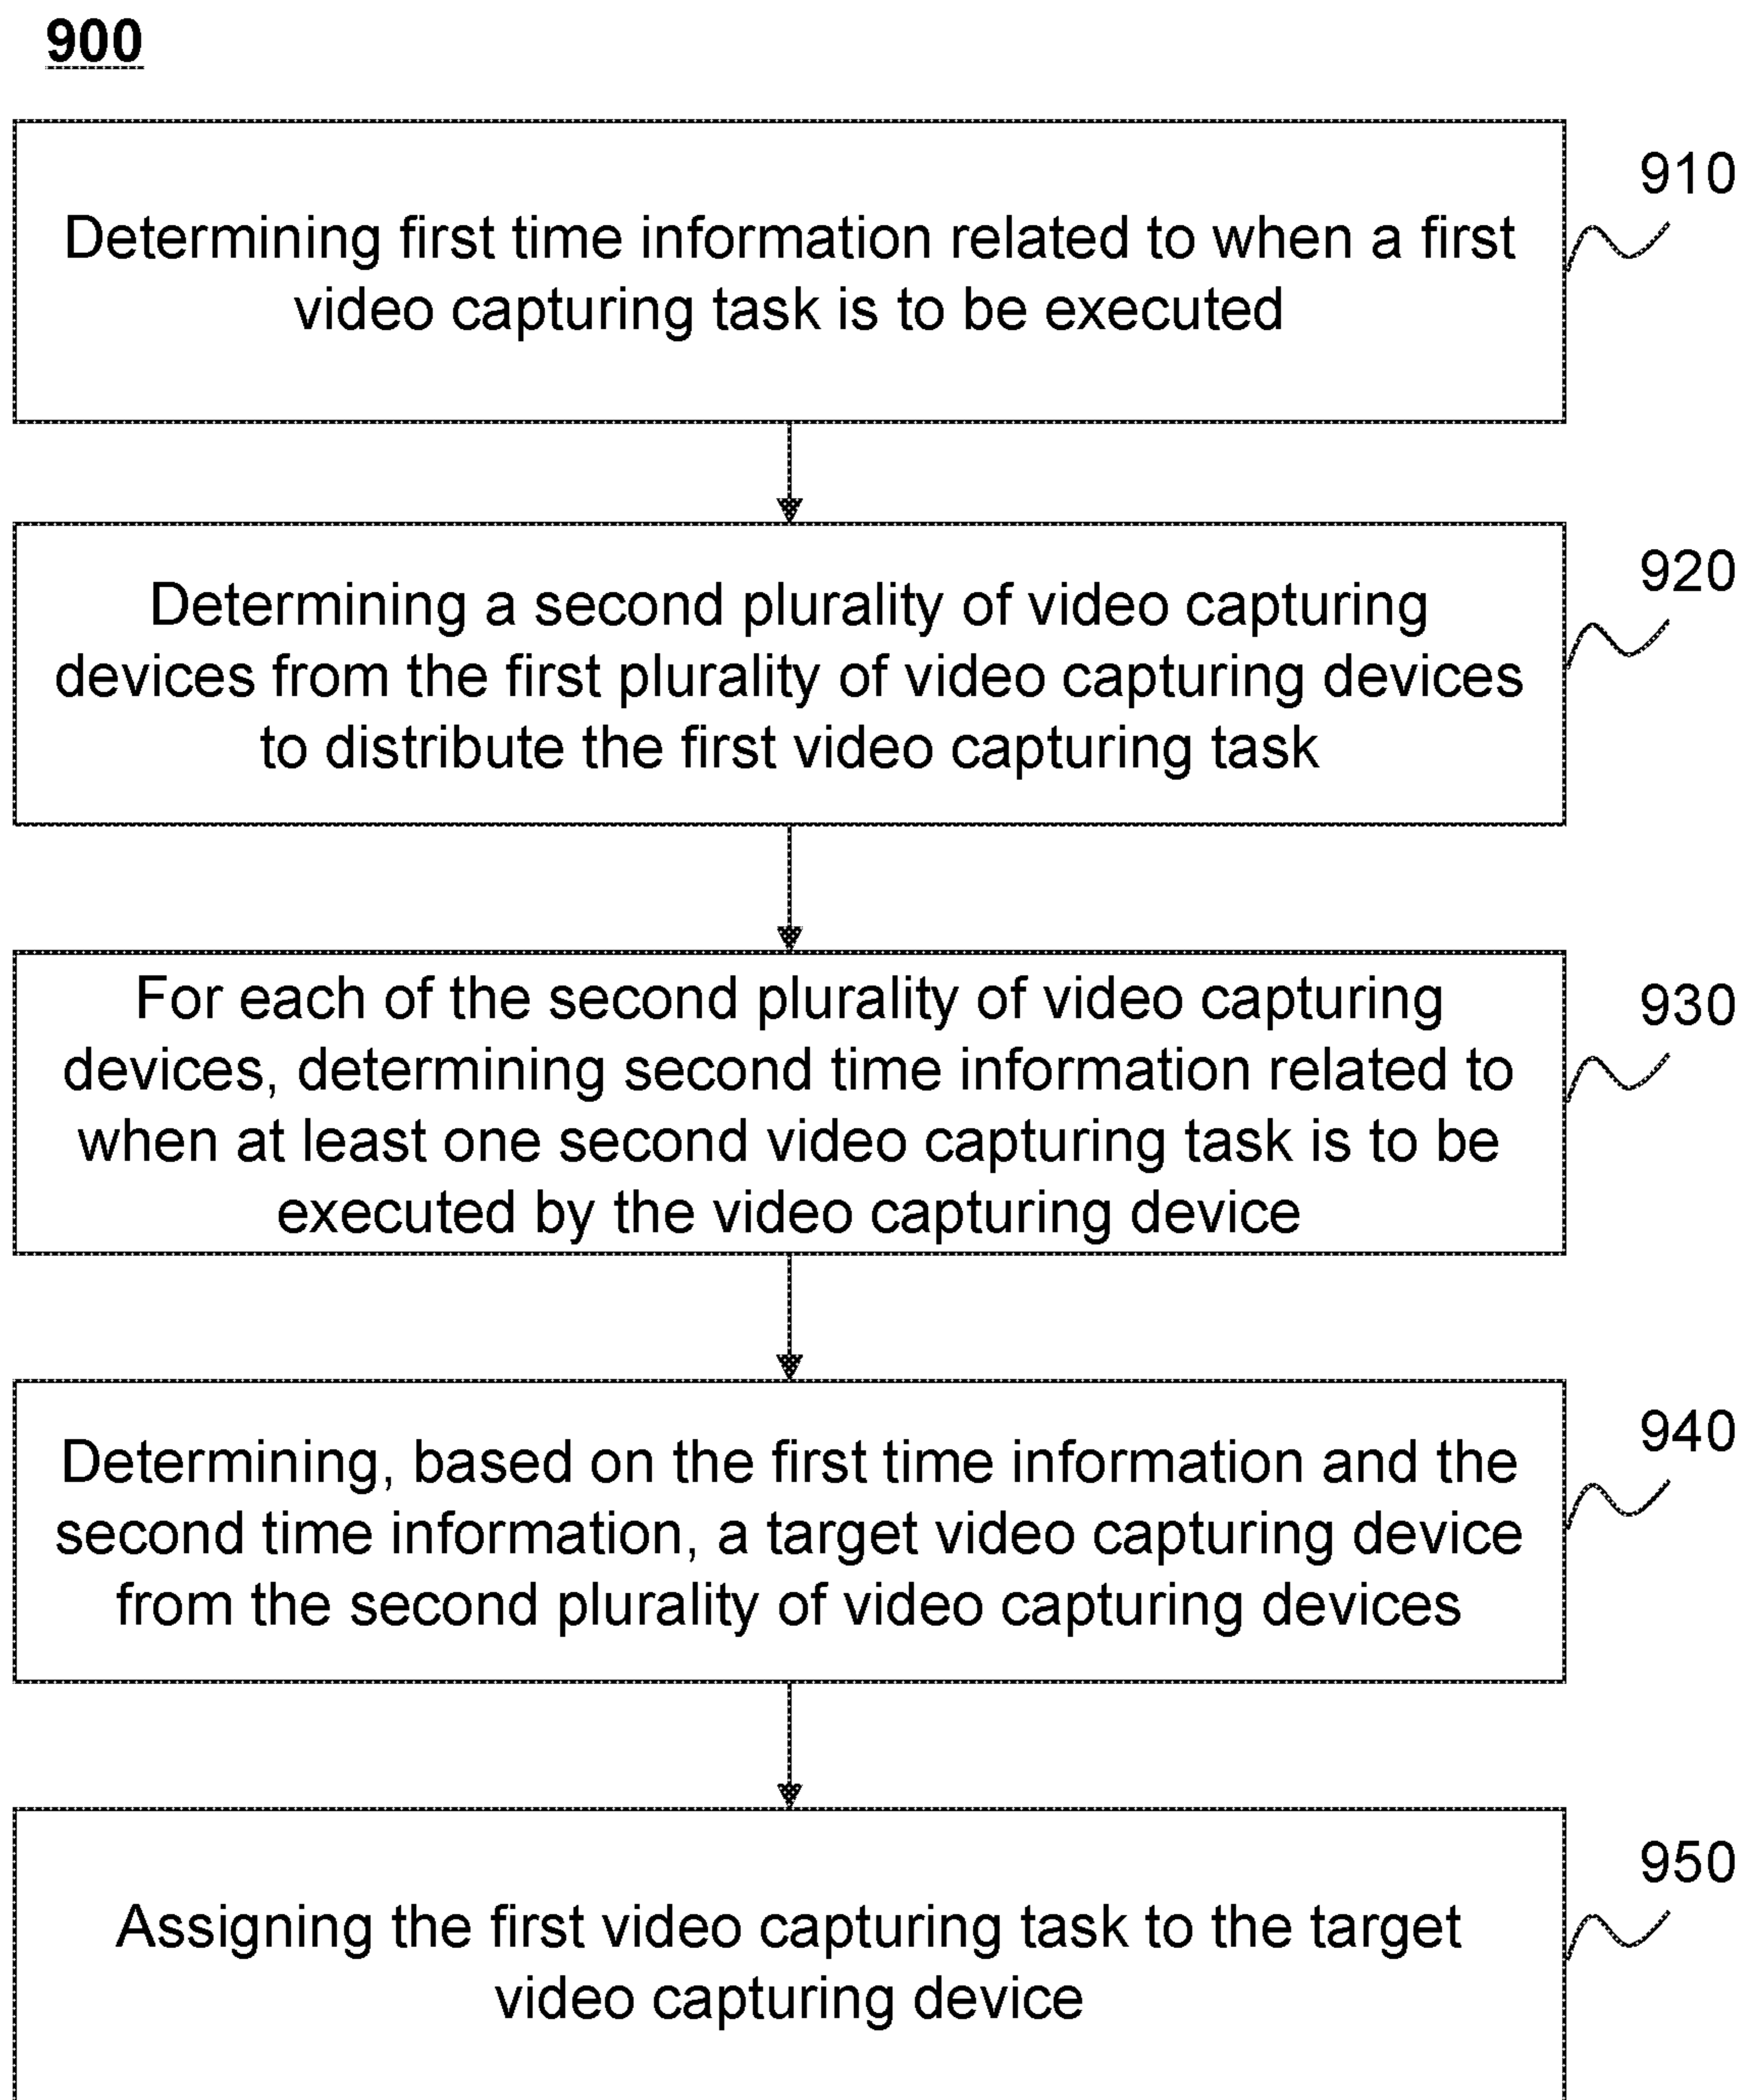 900
910
Determining first time information related to when a first
video capturing task is to be executed
920
Determining a second plurality of video capturing
devices from the first plurality of video capturing devices
to distribute the first video capturing task
930
For each of the second plurality of video capturing
devices, determining second time information related to
when at least one second video capturing task is to be
executed by the video capturing device
940
Determining, based on the first time information and the
second time information, a target video capturing device
from the second plurality of video capturing devices
950
Assigning the first video capturing task to the target
video capturing device